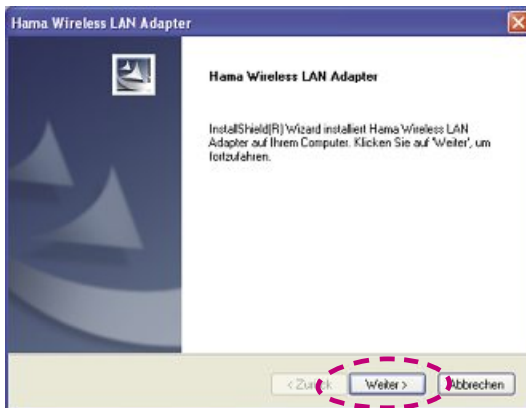 Hama Wireless LAN Adapter
Hama Wireless LAN Adapter
InstallShield(R) Wizard installiert Hama Wireless LAN
Adapter auf Ihrem Computer. Klicken Sie auf 'Weiter', um
fortzufahren.
< Zurück Weiter > Abbrechen